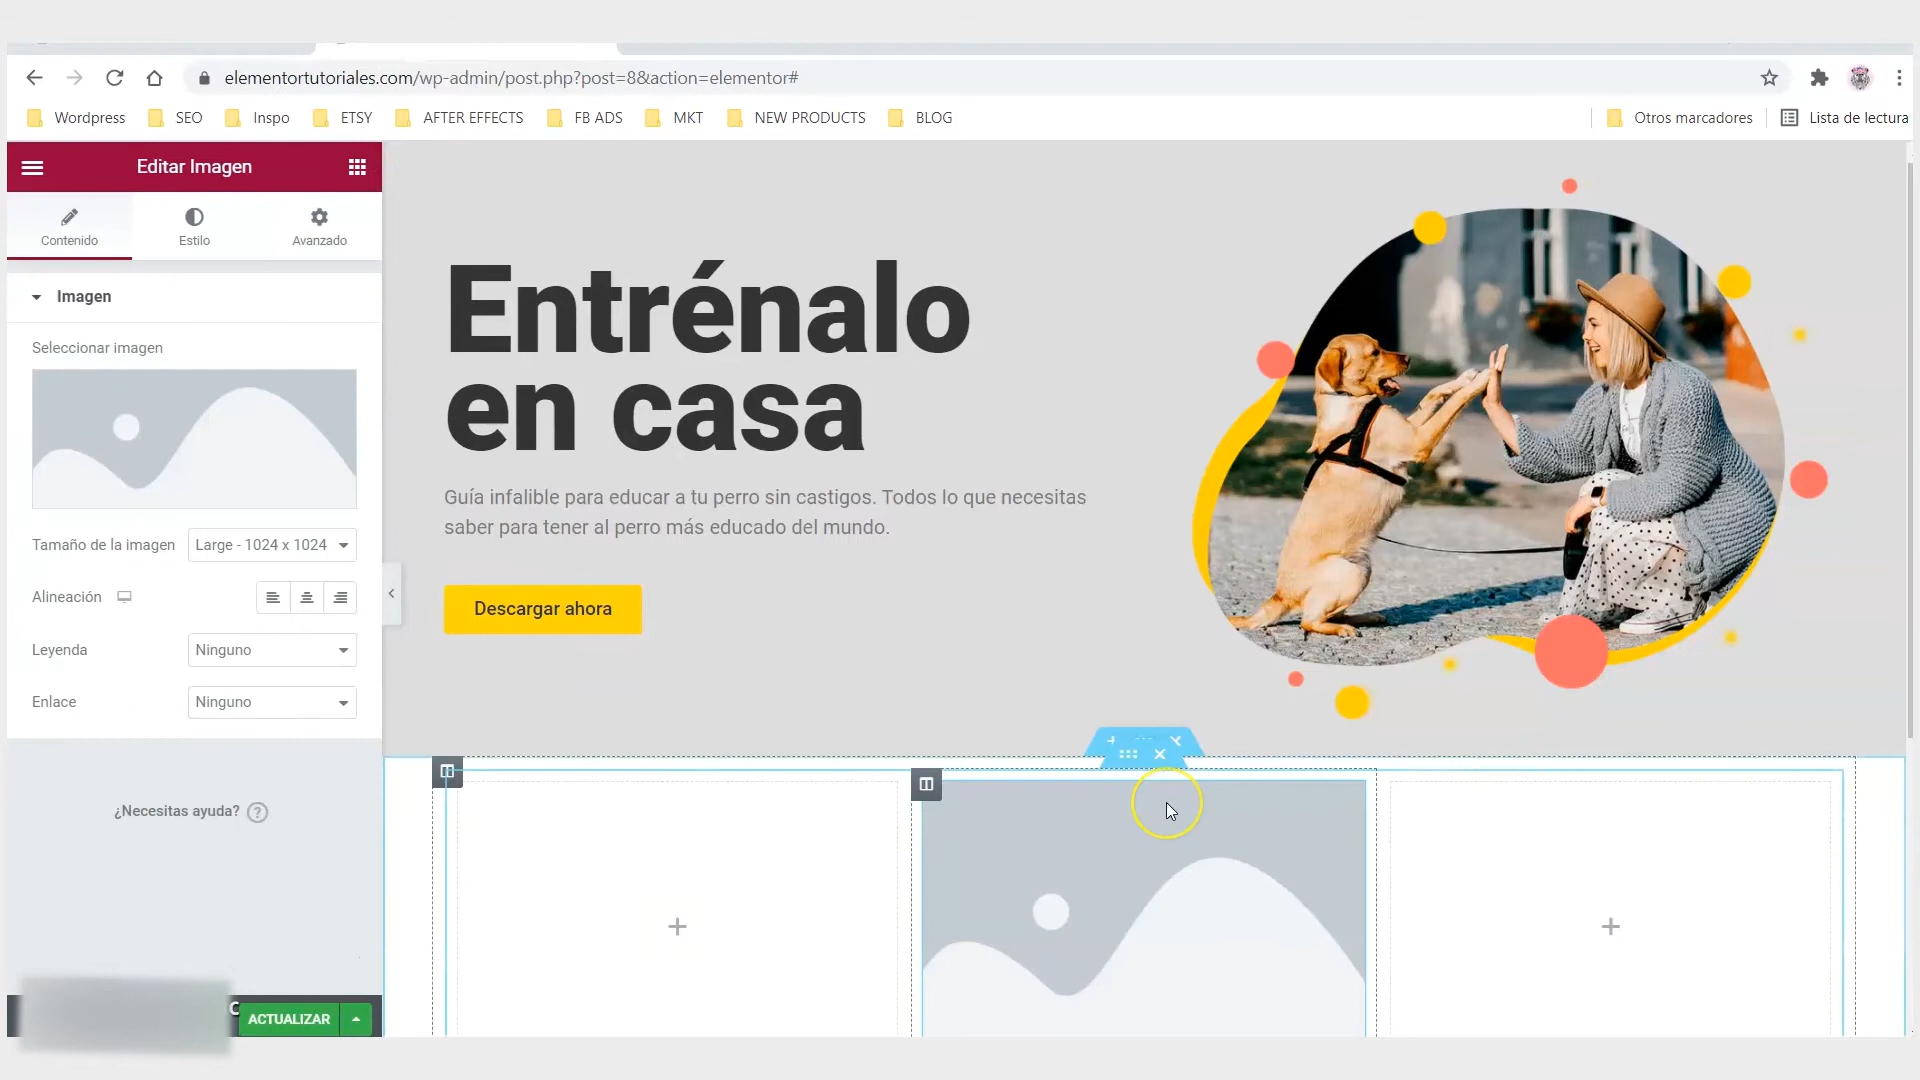 elementortutoriales.com/wp-admin/post.php?post=8&action=elementor#
Wordpress SEO Inspo ETSY AFTER EFFECTS FB ADS MKT NEW PRODUCTS BLOG Otros marcadores Lista de lectura
Editar Imagen
Contenido Estilo Avanzado
Imagen
Seleccionar imagen
Tamaño de la imagen Large - 1024 x 1024
Alineación
Leyenda Ninguno
Enlace Ninguno
¿Necesitas ayuda? ?
ACTUALIZAR
Entrénalo
en casa
Guía infalible para educar a tu perro sin castigos. Todos lo que necesitas
saber para tener al perro más educado del mundo.
Descargar ahora